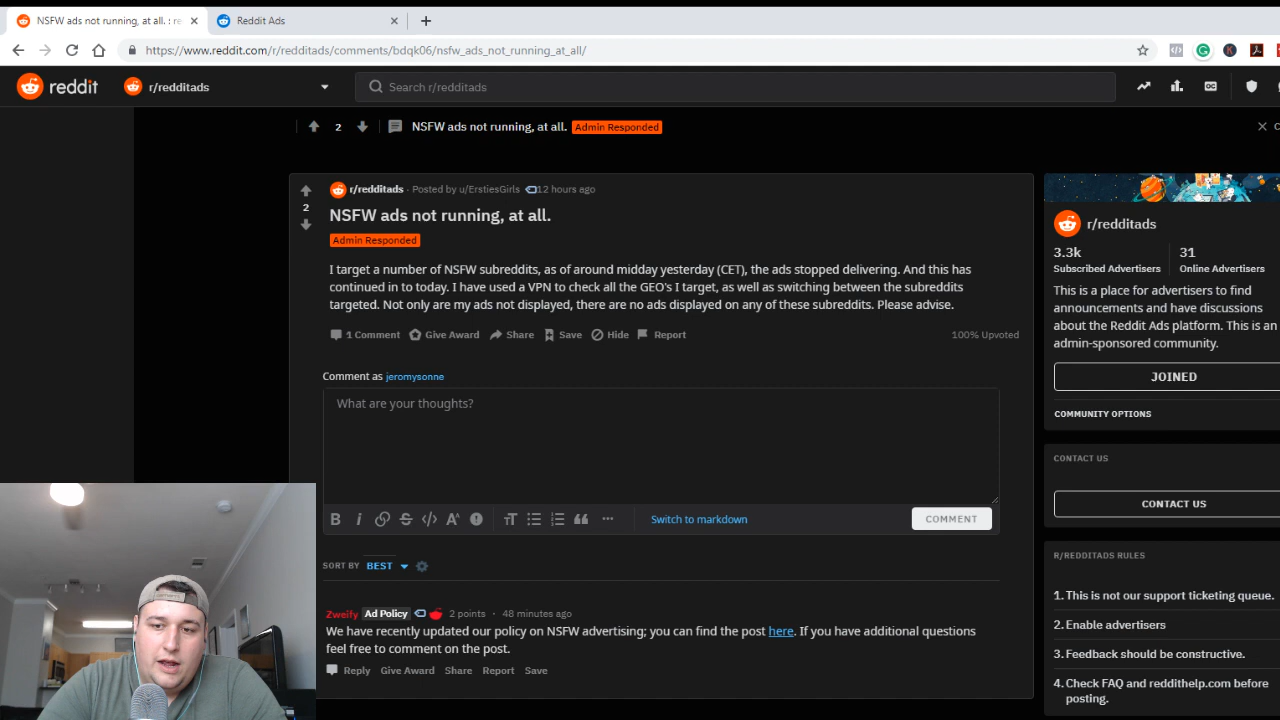 NSFW ads not running, at all. : re
Reddit Ads
https://www.reddit.com/r/redditads/comments/bdqk06/nsfw_ads_not_running_at_all/
reddit
r/redditads
Search r/redditads
2
NSFW ads not running, at all. Admin Responded
r/redditads · Posted by u/ErstiesGirls 12 hours ago
2
NSFW ads not running, at all.
Admin Responded
I target a number of NSFW subreddits, as of around midday yesterday (CET), the ads stopped delivering. And this has
continued in to today. I have used a VPN to check all the GEO's I target, as well as switching between the subreddits
targeted. Not only are my ads not displayed, there are no ads displayed on any of these subreddits. Please advise.
1 Comment Give Award Share Save Hide Report 100% Upvoted
Comment as jeromysonne
What are your thoughts?
Switch to markdown
COMMENT
SORT BY BEST
Zweify Ad Policy 2 points · 48 minutes ago
We have recently updated our policy on NSFW advertising; you can find the post here. If you have additional questions
feel free to comment on the post.
Reply Give Award Share Report Save
r/redditads
3.3k 31
Subscribed Advertisers Online Advertisers
This is a place for advertisers to find
announcements and have discussions
about the Reddit Ads platform. This is an
admin-sponsored community.
JOINED
COMMUNITY OPTIONS
CONTACT US
CONTACT US
R/REDDITADS RULES
1. This is not our support ticketing queue.
2. Enable advertisers
3. Feedback should be constructive.
4. Check FAQ and reddithelp.com before
posting.